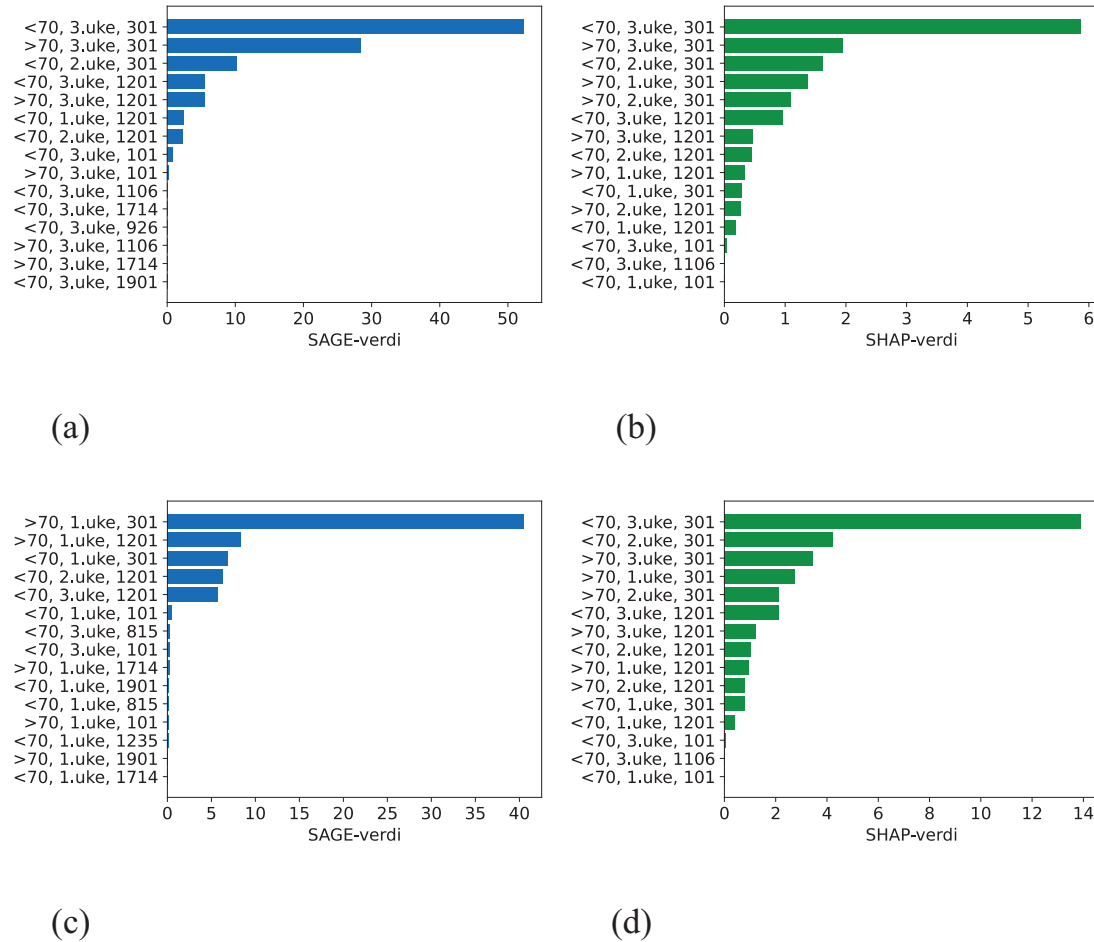 <70, 3.uke, 301
>70, 3.uke, 301
<70, 2.uke, 301
<70, 3.uke, 1201
>70, 3.uke, 1201
<70, 1.uke, 1201
<70, 2.uke, 1201
<70, 3.uke, 101
>70, 3.uke, 101
<70, 3.uke, 1106
<70, 3.uke, 1714
<70, 3.uke, 926
>70, 3.uke, 1106
>70, 3.uke, 1714
<70, 3.uke, 1901
0 10 20 30 40 50
SAGE-verdi
(a)
<70, 3.uke, 301
>70, 3.uke, 301
<70, 2.uke, 301
>70, 1.uke, 301
>70, 2.uke, 301
<70, 3.uke, 1201
>70, 3.uke, 1201
<70, 2.uke, 1201
>70, 1.uke, 1201
<70, 1.uke, 301
>70, 2.uke, 1201
<70, 1.uke, 1201
<70, 3.uke, 101
<70, 3.uke, 1106
<70, 1.uke, 101
0 1 2 3 4 5 6
SHAP-verdi
(b)
>70, 1.uke, 301
>70, 1.uke, 1201
<70, 1.uke, 301
<70, 2.uke, 1201
<70, 3.uke, 1201
<70, 1.uke, 101
<70, 3.uke, 815
<70, 3.uke, 101
>70, 1.uke, 1714
<70, 1.uke, 1901
<70, 1.uke, 815
>70, 1.uke, 101
<70, 1.uke, 1235
>70, 1.uke, 1901
<70, 1.uke, 1714
0 5 10 15 20 25 30 35 40
SAGE-verdi
(c)
<70, 3.uke, 301
<70, 2.uke, 301
>70, 3.uke, 301
>70, 1.uke, 301
>70, 2.uke, 301
<70, 3.uke, 1201
>70, 3.uke, 1201
<70, 2.uke, 1201
>70, 1.uke, 1201
>70, 2.uke, 1201
<70, 1.uke, 301
<70, 1.uke, 1201
<70, 3.uke, 101
<70, 3.uke, 1106
<70, 1.uke, 101
0 2 4 6 8 10 12 14
SHAP-verdi
(d)